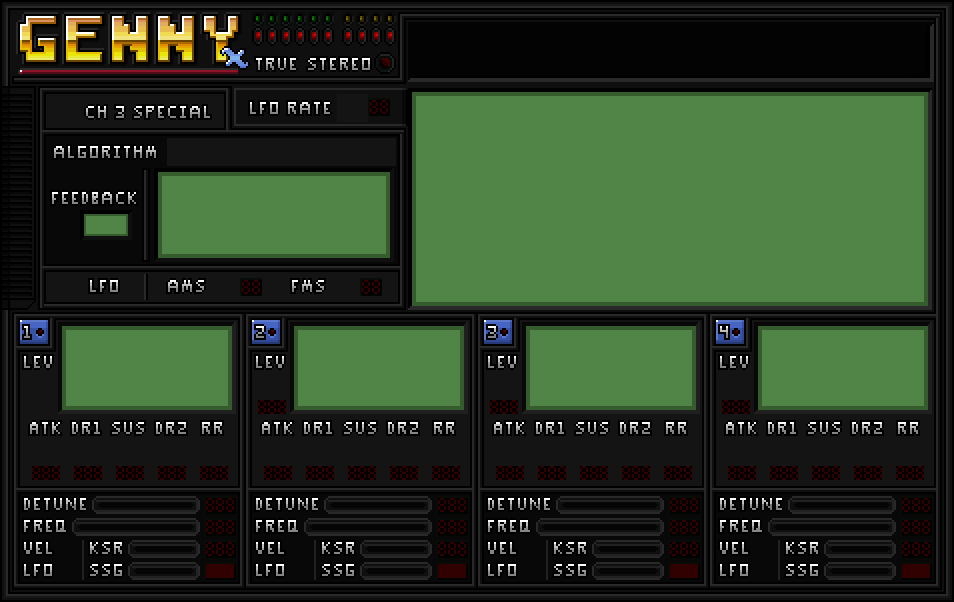 GENNY
TRUE STEREO
CH 3 SPECIAL
LFO RATE
ALGORITHM
FEEDBACK
LFO AMS FMS
1 2 3 4
LEV LEV LEV LEV
ATK DR1 SUS DR2 RR ATK DR1 SUS DR2 RR ATK DR1 SUS DR2 RR ATK DR1 SUS DR2 RR
DETUNE DETUNE DETUNE DETUNE
FREQ FREQ FREQ FREQ
VEL KSR VEL KSR VEL KSR VEL KSR
LFO SSG LFO SSG LFO SSG LFO SSG